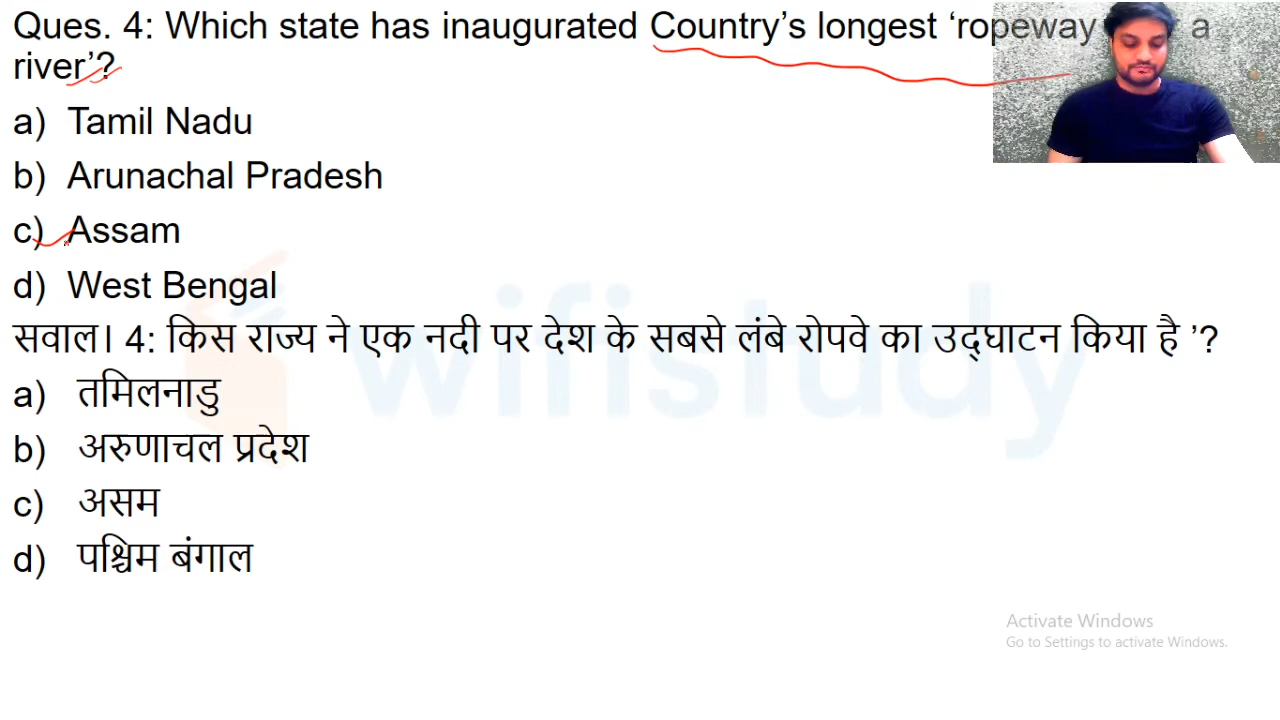 Ques. 4: Which state has inaugurated Country's longest 'ropeway a
river'?
a) Tamil Nadu
b) Arunachal Pradesh
c) Assam
d) West Bengal
सवाल। 4: किस राज्य ने एक नदी पर देश के सबसे लंबे रोपवे का उद्घाटन किया है ’?
a) तमिलनाडु
b) अरुणाचल प्रदेश
c) असम
d) पश्चिम बंगाल
wifistudy
Activate Windows
Go to Settings to activate Windows.